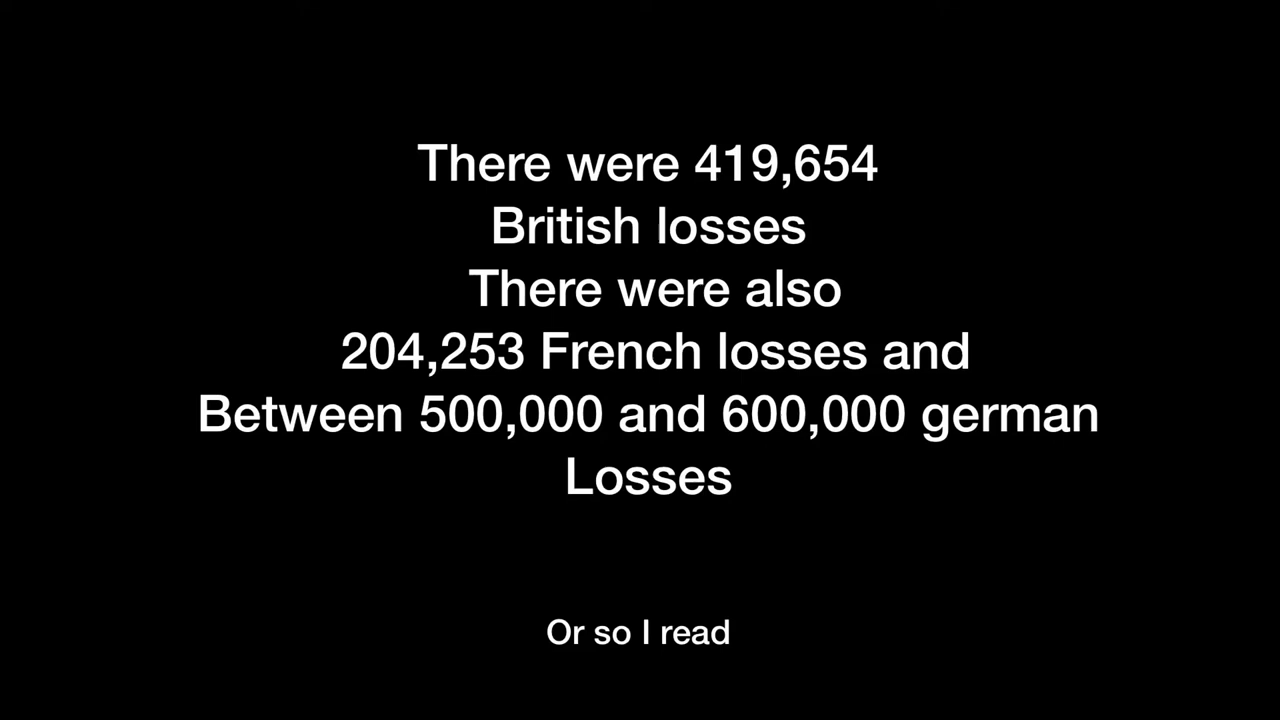 There were 419,654
British losses
There were also
204,253 French losses and
Between 500,000 and 600,000 german
Losses
Or so I read